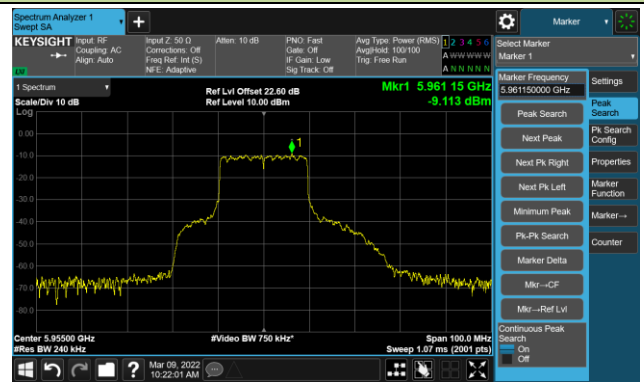 Spectrum Analyzer 1
Swept SA
Marker
KEYSIGHT
Input: RF
Coupling: AC
Align: Auto
Input Z: 50 Ω
Corrections: Off
Freq Ref: Int (S)
NFE: Adaptive
Atten: 10 dB
PNO: Fast
Gate: Off
IF Gain: Low
Sig Track: Off
Avg Type: Power (RMS)
Avg|Hold: 100/100
Trig: Free Run
1 2 3 4 5 6
A W W W W W
A N N N N N
Select Marker
Marker 1
LW
1 Spectrum
Scale/Div 10 dB
Log
Ref Lvl Offset 22.60 dB
Ref Level 10.00 dBm
Mkr1 5.961 15 GHz
-9.113 dBm
1
0.00
-10.0
-20.0
-30.0
-40.0
-50.0
-60.0
-70.0
-80.0
Center 5.95500 GHz
#Res BW 240 kHz
#Video BW 750 kHz*
Span 100.0 MHz
Sweep 1.07 ms (2001 pts)
Marker Frequency
5.961150000 GHz
Peak Search
Next Peak
Next Pk Right
Next Pk Left
Minimum Peak
Pk-Pk Search
Marker Delta
Mkr→CF
Mkr→Ref Lvl
Continuous Peak
Search
On
Off
Settings
Peak
Search
Pk Search
Config
Properties
Marker
Function
Marker→
Counter
?
Mar 09, 2022
10:22:01 AM